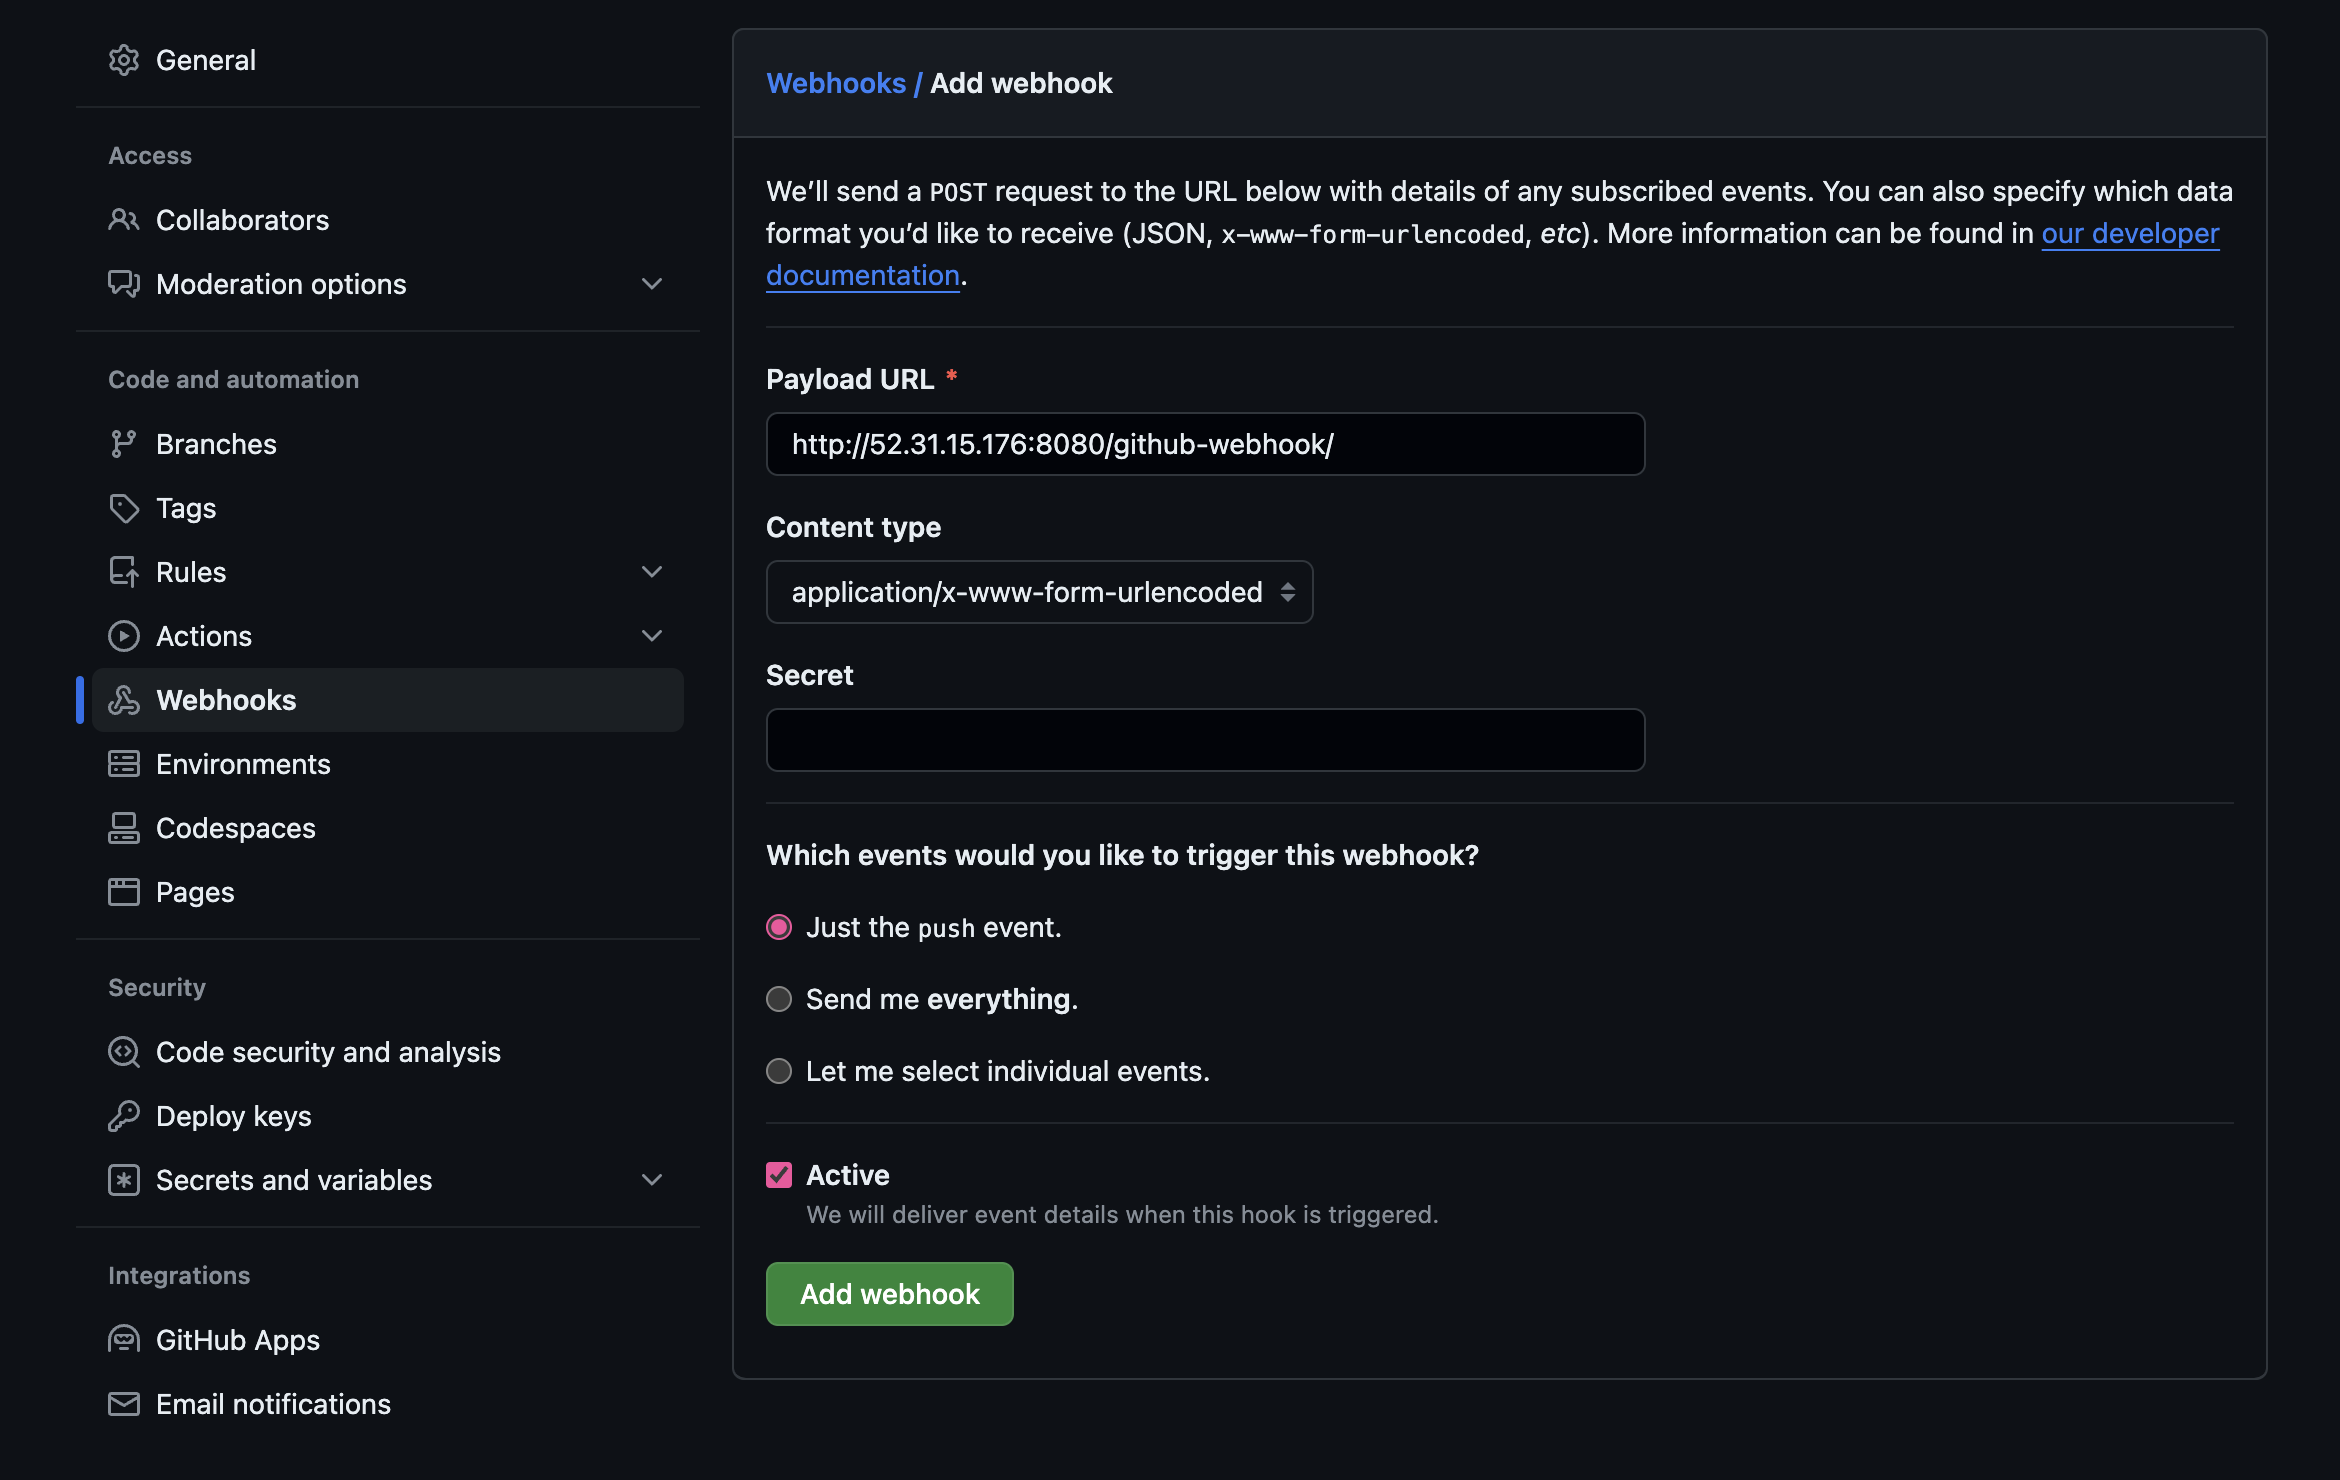 General
Access
Collaborators
Moderation options
Code and automation
Branches
Tags
Rules
Actions
Webhooks
Environments
Codespaces
Pages
Security
Code security and analysis
Deploy keys
Secrets and variables
Integrations
GitHub Apps
Email notifications
Webhooks / Add webhook
We’ll send a POST request to the URL below with details of any subscribed events. You can also specify which data
format you’d like to receive (JSON, x-www-form-urlencoded, etc). More information can be found in our developer
documentation.
Payload URL *
http://52.31.15.176:8080/github-webhook/
Content type
application/x-www-form-urlencoded
Secret
Which events would you like to trigger this webhook?
Just the push event.
Send me everything.
Let me select individual events.
Active
We will deliver event details when this hook is triggered.
Add webhook